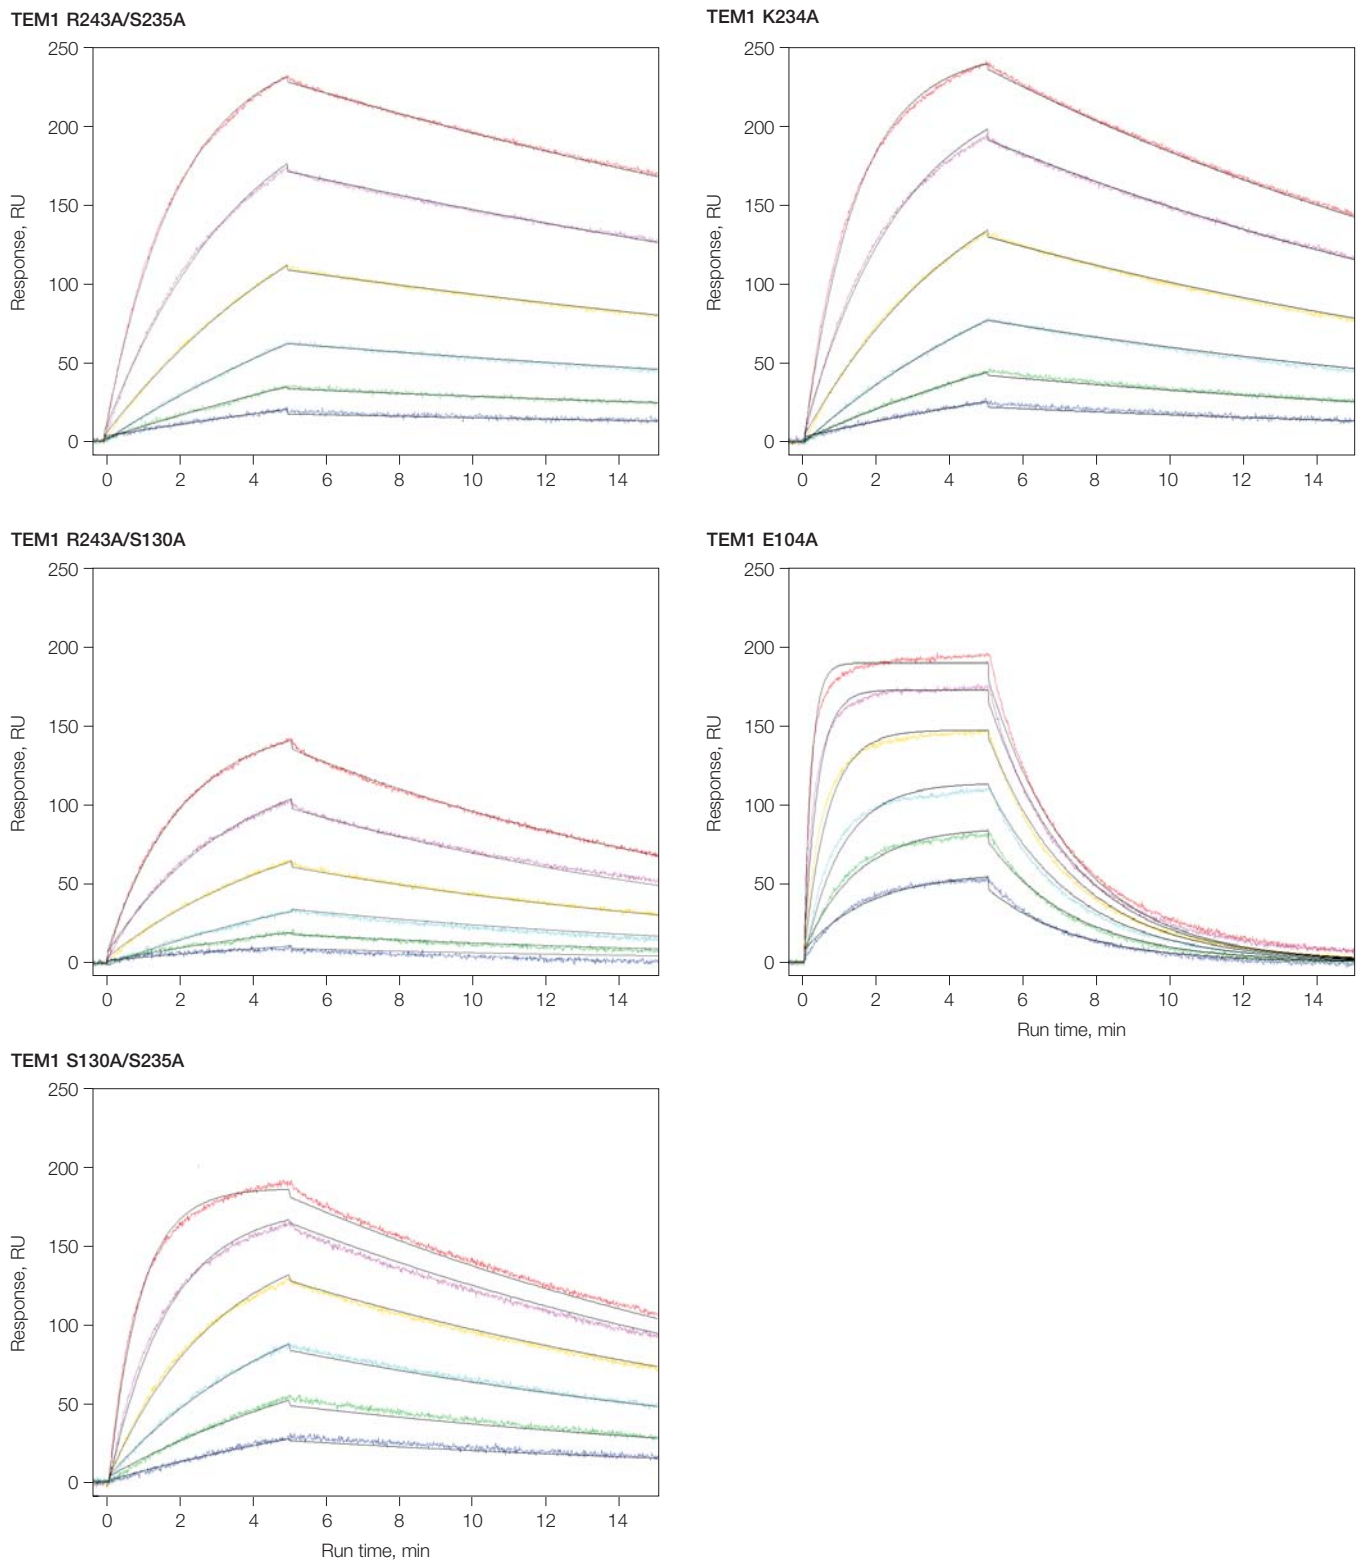 TEM1 R243A/S235A
250
200
150
100
50
0
Response, RU
0 2 4 6 8 10 12 14
TEM1 K234A
250
200
150
100
50
0
Response, RU
0 2 4 6 8 10 12 14
TEM1 R243A/S130A
250
200
150
100
50
0
Response, RU
0 2 4 6 8 10 12 14
TEM1 E104A
250
200
150
100
50
0
Response, RU
0 2 4 6 8 10 12 14
Run time, min
TEM1 S130A/S235A
250
200
150
100
50
0
Response, RU
0 2 4 6 8 10 12 14
Run time, min